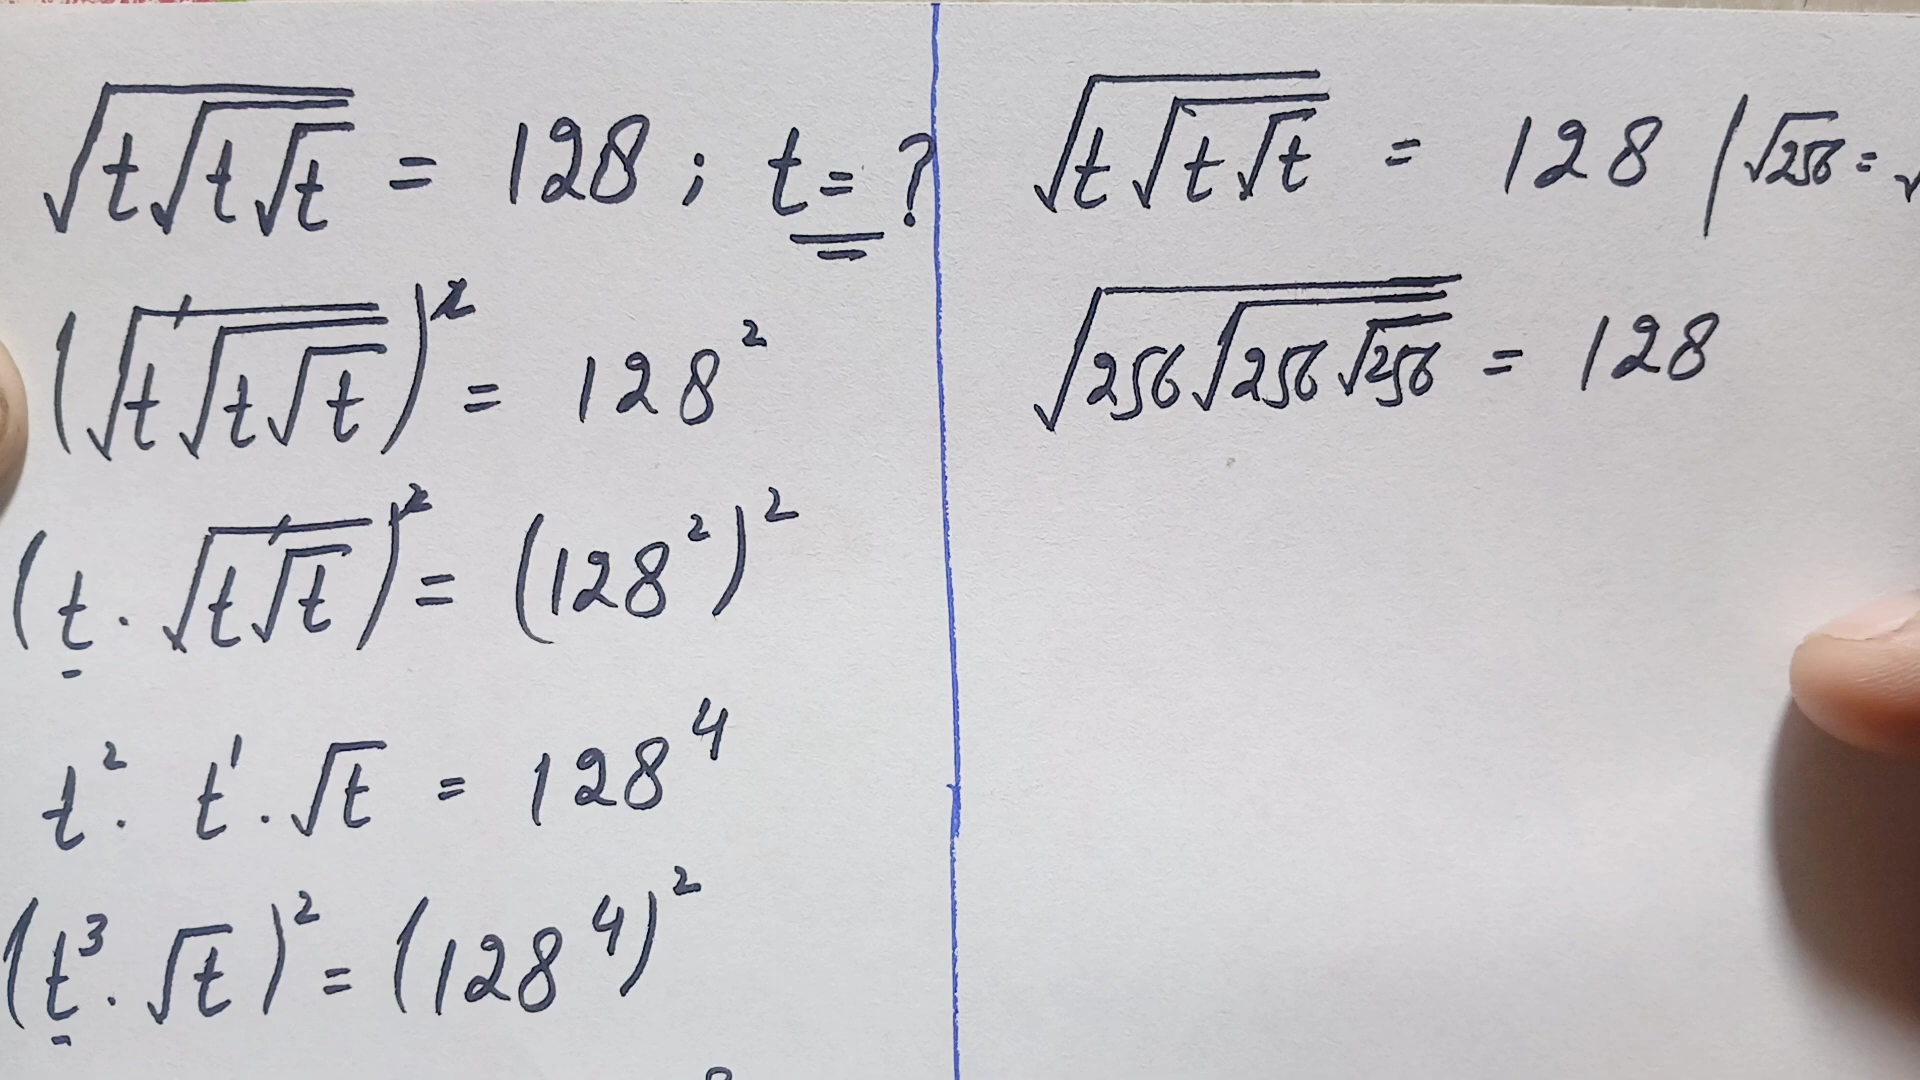 √(t√(t√t)) = 128 ; t = ?
(√(t√(t√t)))² = 128²
(t · √(t√t))² = (128²)²
t² · t¹ · √t = 128⁴
(t³ · √t)² = (128⁴)²
√(t√(t√t)) = 128 / √256 =
√(256√(256√256)) = 128